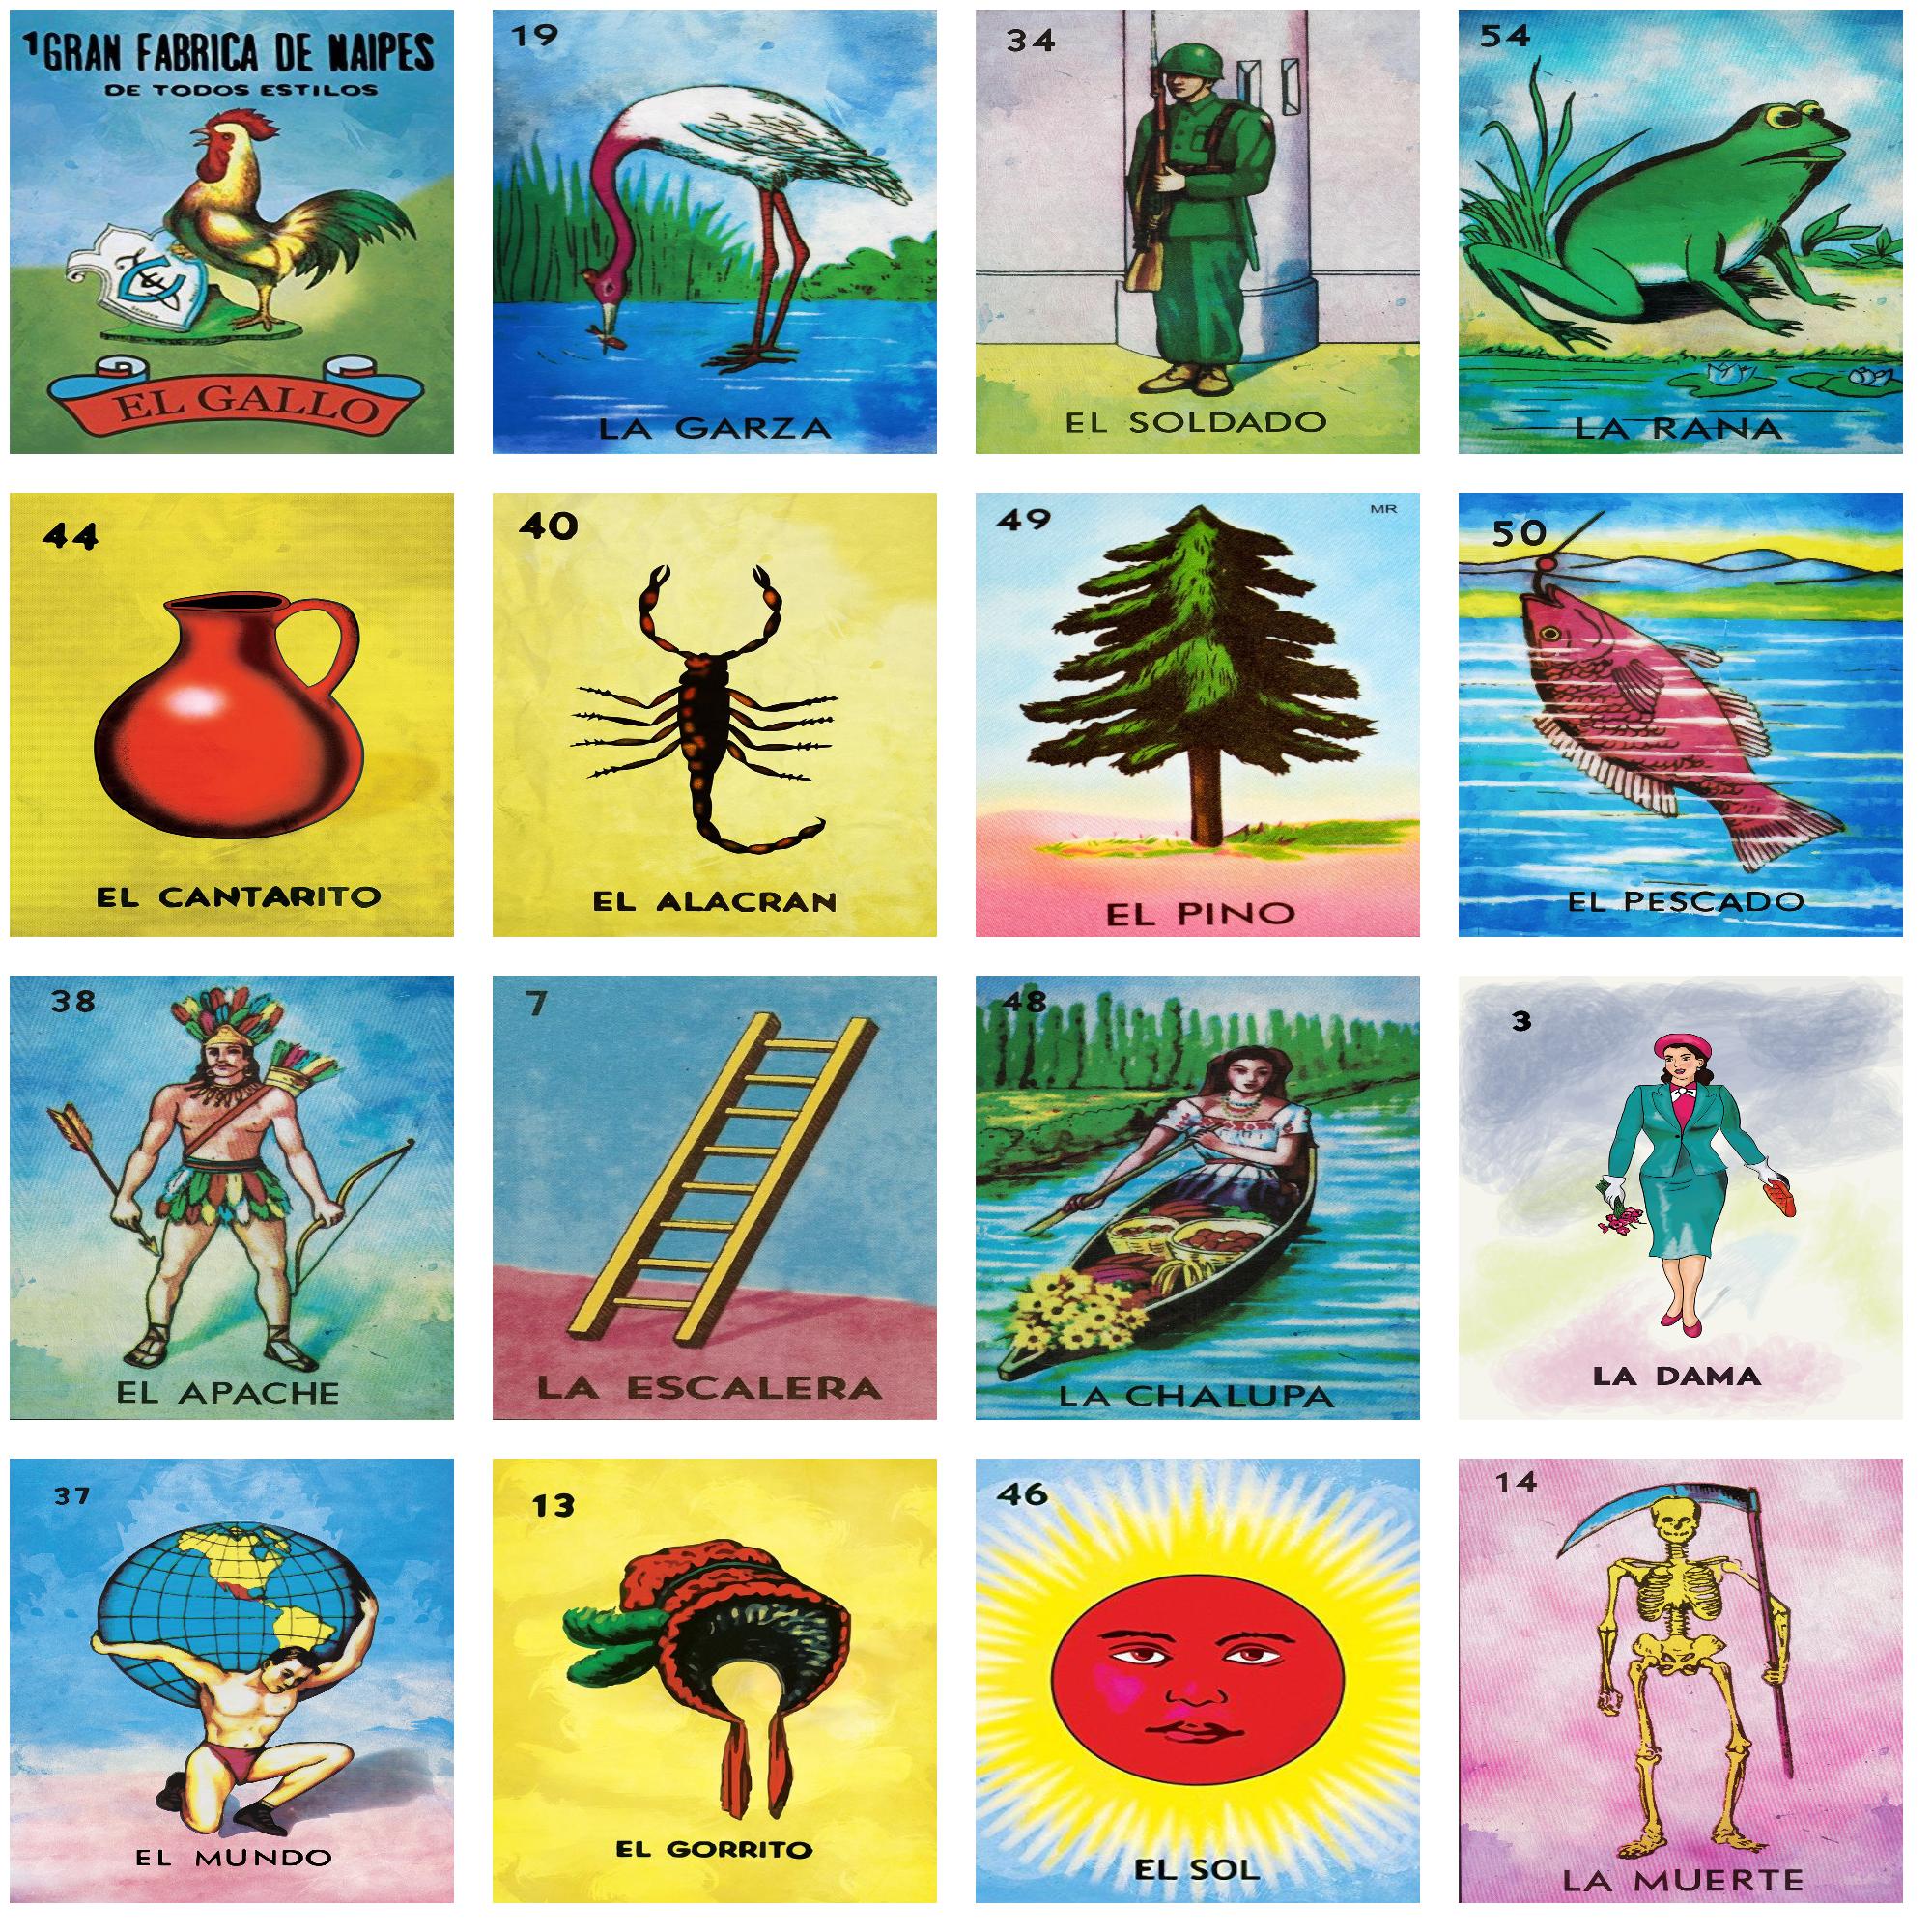 1 GRAN FABRICA DE NAIPES
DE TODOS ESTILOS
EL GALLO
19
LA GARZA
34
EL SOLDADO
54
LA RANA
44
EL CANTARITO
40
EL ALACRAN
49
MR
EL PINO
50
EL PESCADO
38
EL APACHE
7
LA ESCALERA
48
LA CHALUPA
3
LA DAMA
37
EL MUNDO
13
EL GORRITO
46
EL SOL
14
LA MUERTE